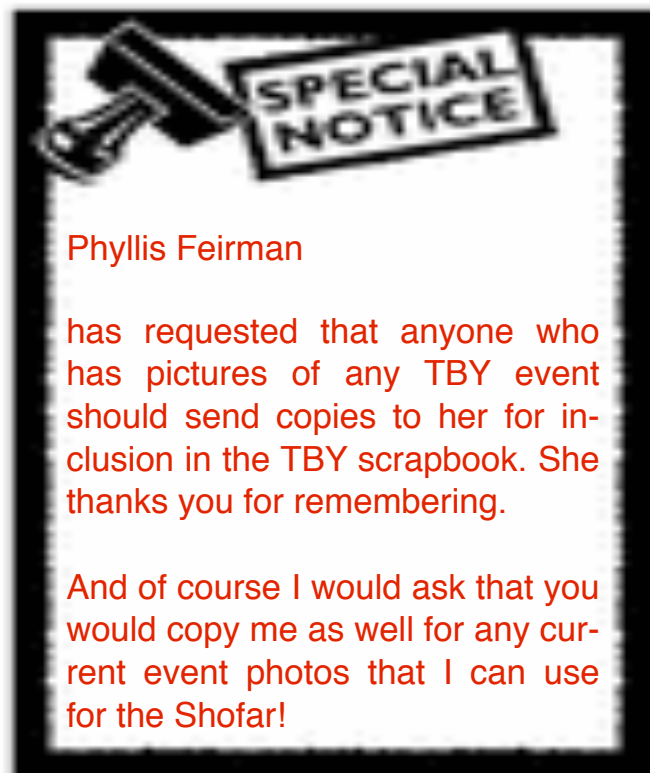 SPECIAL
NOTICE
Phyllis Feirman
has requested that anyone who
has pictures of any TBY event
should send copies to her for in-
clusion in the TBY scrapbook. She
thanks you for remembering.
And of course I would ask that you
would copy me as well for any cur-
rent event photos that I can use
for the Shofar!